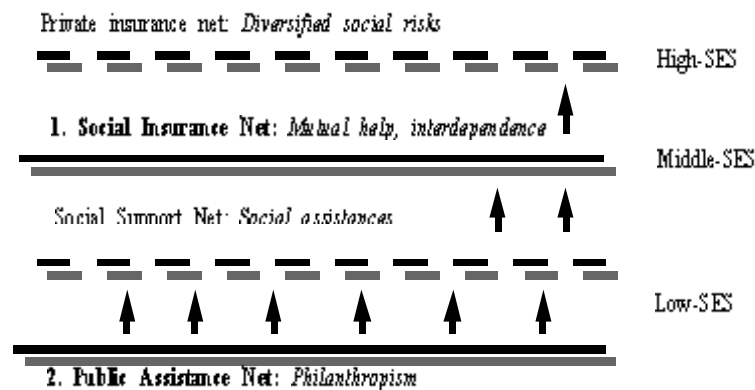 Private insurance net: Diversified social risks
High-SES
1. Social Insurance Net: Mutual help, interdependence
Middle-SES
Social Support Net: Social assistances
Low-SES
2. Public Assistance Net: Philanthropism